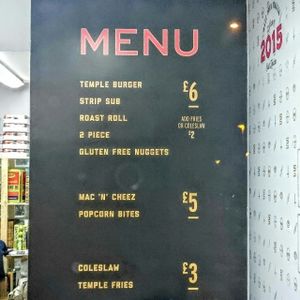 MENU
TEMPLE BURGER
STRIP SUB
ROAST ROLL
2 PIECE
GLUTEN FREE NUGGETS
£6
ADD FRIES
OR COLESLAW
£2
MAC 'N' CHEEZ
POPCORN BITES
£5
COLESLAW
TEMPLE FRIES
£3
2015